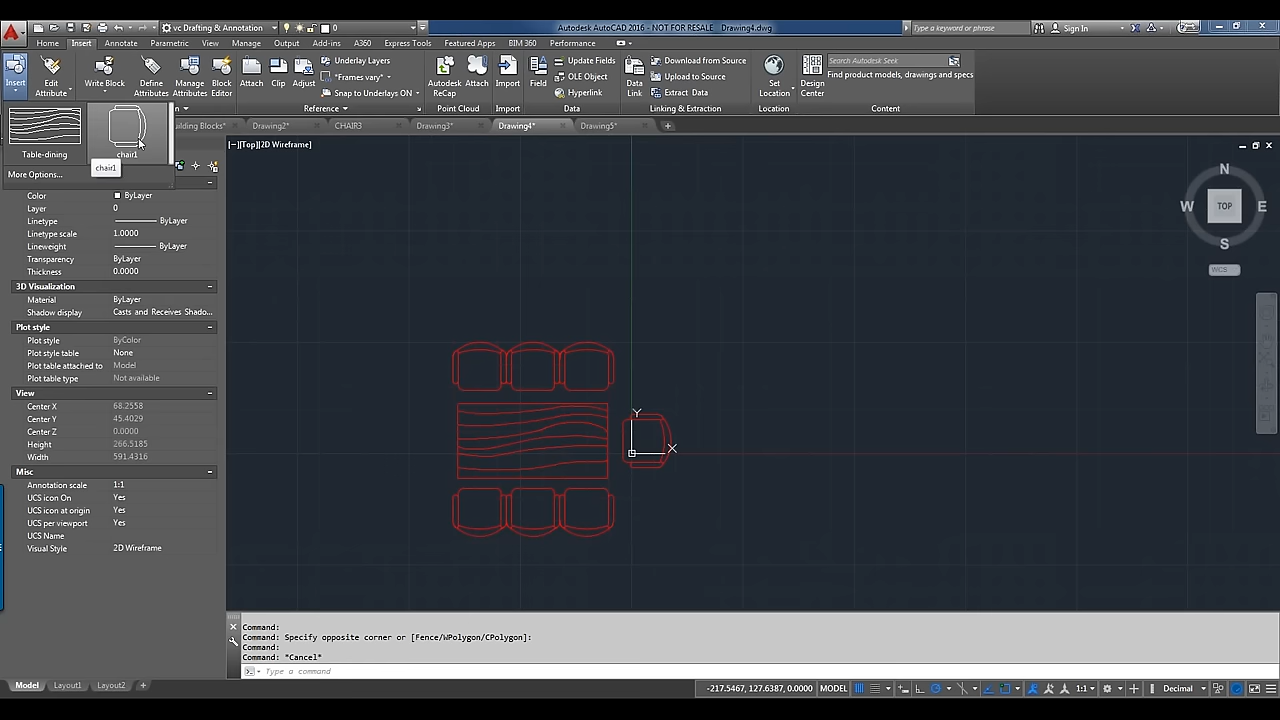 vc Drafting & Annotation
0
Autodesk AutoCAD 2016 - NOT FOR RESALE Drawing4.dwg
Type a keyword or phrase
Sign In
Home
Insert
Annotate
Parametric
View
Manage
Output
Add-ins
A360
Express Tools
Featured Apps
BIM 360
Performance
Insert
Edit Attribute
Write Block
Define Attributes
Manage Attributes
Block Editor
Attach
Clip
Adjust
Underlay Layers
*Frames vary*
Snap to Underlays ON
Reference
Autodesk ReCap
Attach
Point Cloud
Import
Import
Field
Update Fields
OLE Object
Hyperlink
Data
Data Link
Download from Source
Upload to Source
Extract Data
Linking & Extraction
Set Location
Location
Design Center
Search Autodesk Seek
Find product models, drawings and specs
Content
Table-dining
chair1
chair1
More Options...
uilding Blocks*
Drawing2*
CHAIR3
Drawing3*
Drawing4*
Drawing5*
[−][Top][2D Wireframe]
Color ByLayer
Layer 0
Linetype ByLayer
Linetype scale 1.0000
Lineweight ByLayer
Transparency ByLayer
Thickness 0.0000
3D Visualization
Material ByLayer
Shadow display Casts and Receives Shado...
Plot style
Plot style ByColor
Plot style table None
Plot table attached to Model
Plot table type Not available
View
Center X 68.2558
Center Y 45.4029
Center Z 0.0000
Height 266.5185
Width 591.4316
Misc
Annotation scale 1:1
UCS icon On Yes
UCS icon at origin Yes
UCS per viewport Yes
UCS Name
Visual Style 2D Wireframe
N
W TOP E
S
WCS
Y
X
Command:
Command: Specify opposite corner or [Fence/WPolygon/CPolygon]:
Command:
Command: *Cancel*
Type a command
Model Layout1 Layout2 +
-217.5467, 127.6387, 0.0000 MODEL 1:1 Decimal